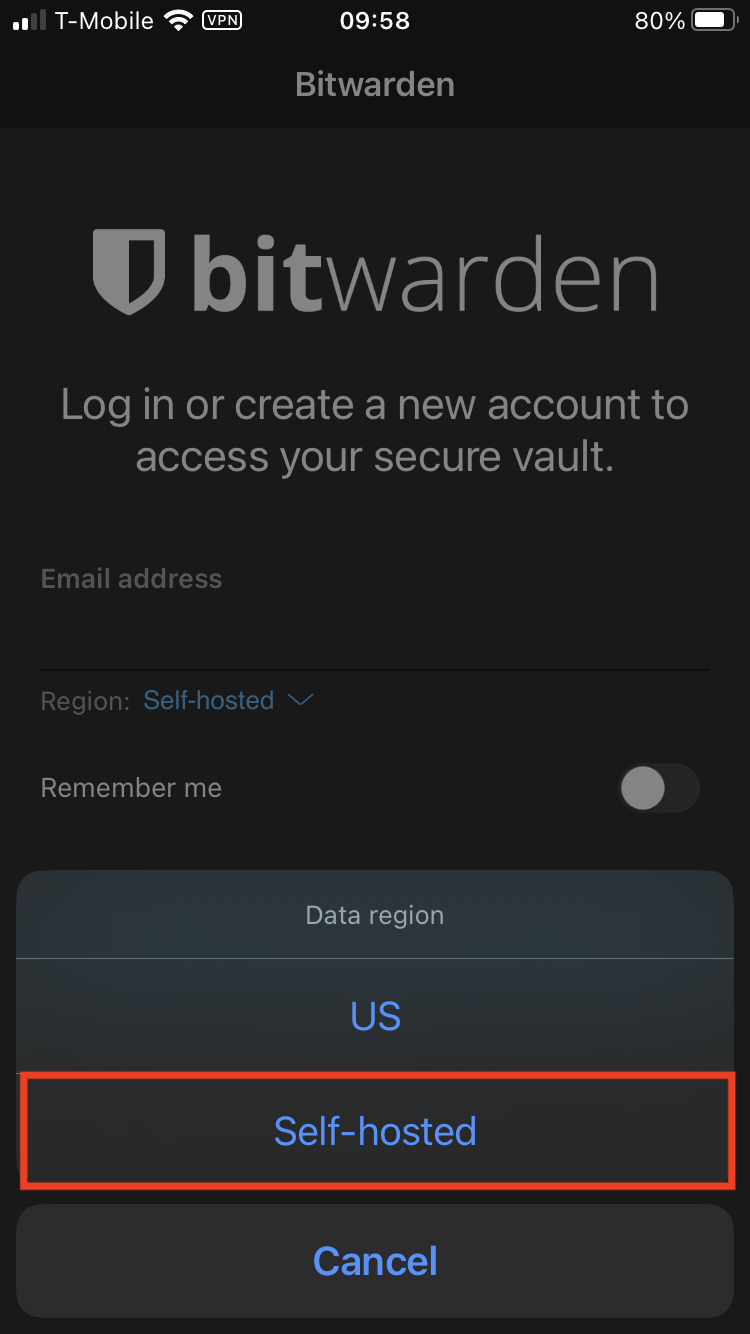 T-Mobile VPN 09:58 80%
Bitwarden
bitwarden
Log in or create a new account to
access your secure vault.
Email address
Region: Self-hosted
Remember me
Data region
US
Self-hosted
Cancel